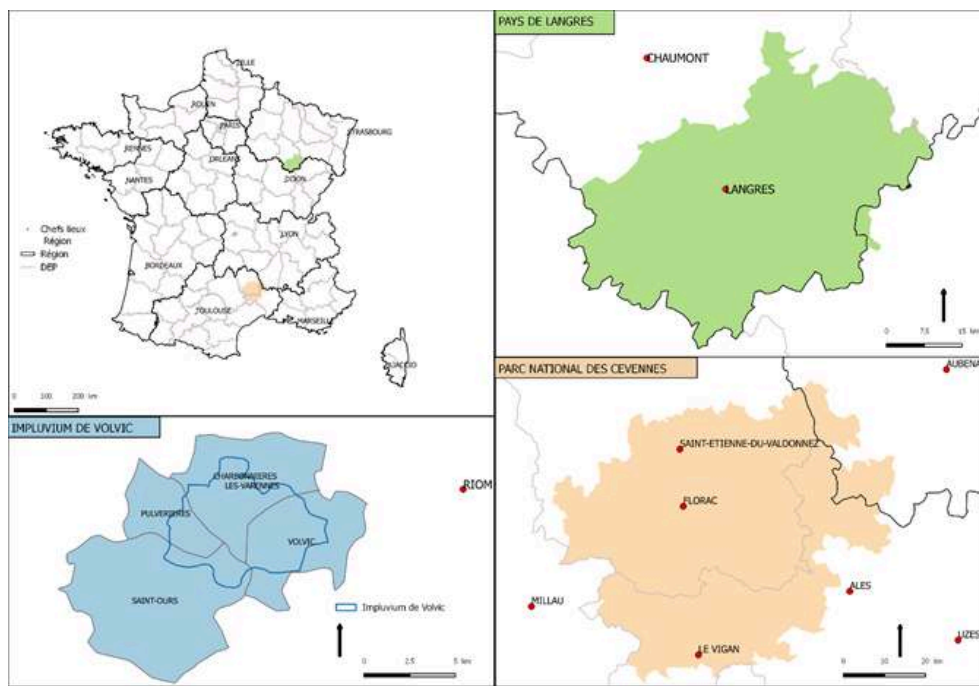 LILLE
ROUEN
PARIS
STRASBOURG
RENNES
ORLEANS
NANTES
DIJON
Chefs lieux
Région
Région
DEP
LYON
BORDEAUX
TOULOUSE
MARSEILLE
AJACCIO
0 100 200 km
PAYS DE LANGRES
CHAUMONT
LANGRES
0 7,5 15 km
IMPLUVIUM DE VOLVIC
CHARBONNIERES
LES-VARENNES
RIOM
PULVERIERES
VOLVIC
SAINT-OURS
Impluvium de Volvic
0 2,5 5 km
PARC NATIONAL DES CEVENNES
AUBENA
SAINT-ETIENNE-DU-VALDONNEZ
FLORAC
ALES
MILLAU
UZES
LE VIGAN
0 10 20 km